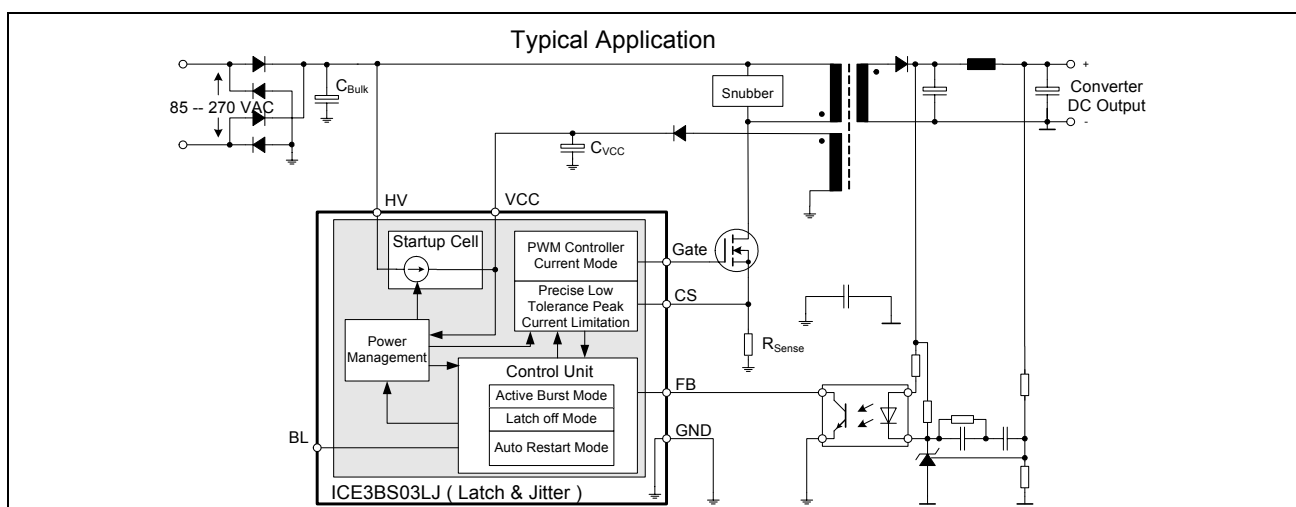 Typical Application
85 -- 270 VAC
CBulk
Snubber
+
Converter
DC Output
-
CVCC
HV
VCC
Startup Cell
PWM Controller
Current Mode
Gate
Precise Low
Tolerance Peak
Current Limitation
CS
Power
Management
RSense
Control Unit
FB
Active Burst Mode
Latch off Mode
Auto Restart Mode
BL
GND
ICE3BS03LJ ( Latch & Jitter )